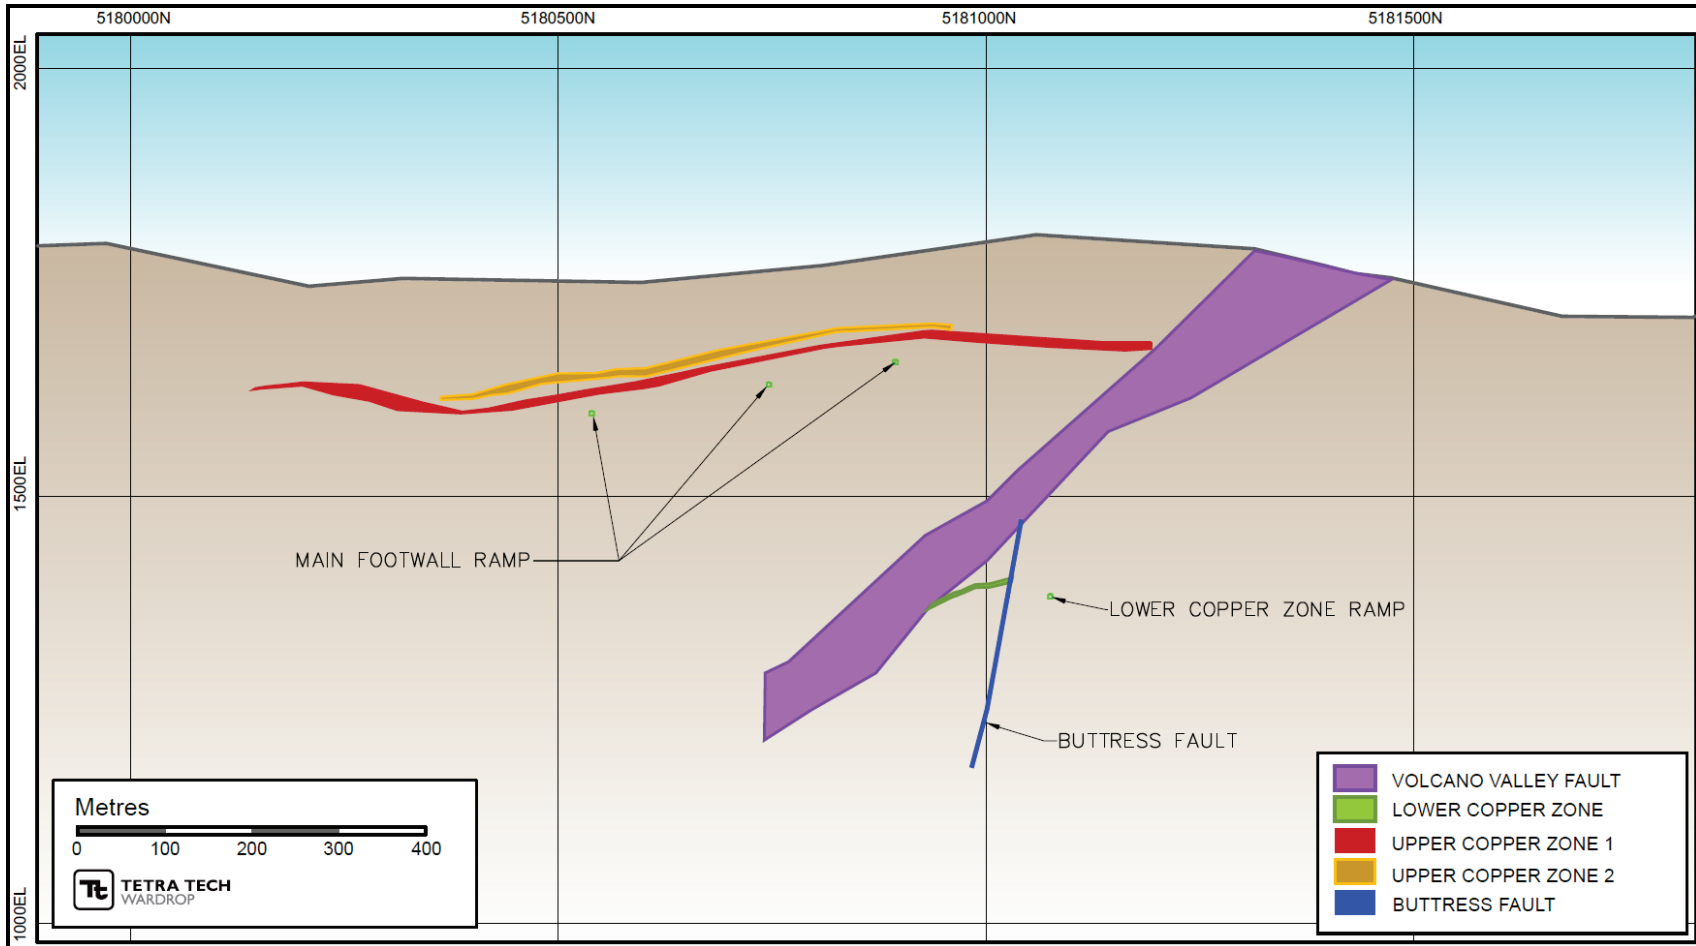 5180000N
5180500N
5181000N
5181500N
2000EL
1500EL
1000EL
MAIN FOOTWALL RAMP
LOWER COPPER ZONE RAMP
BUTTRESS FAULT
Metres
0 100 200 300 400
Tt
TETRA TECH
WARDROP
VOLCANO VALLEY FAULT
LOWER COPPER ZONE
UPPER COPPER ZONE 1
UPPER COPPER ZONE 2
BUTTRESS FAULT